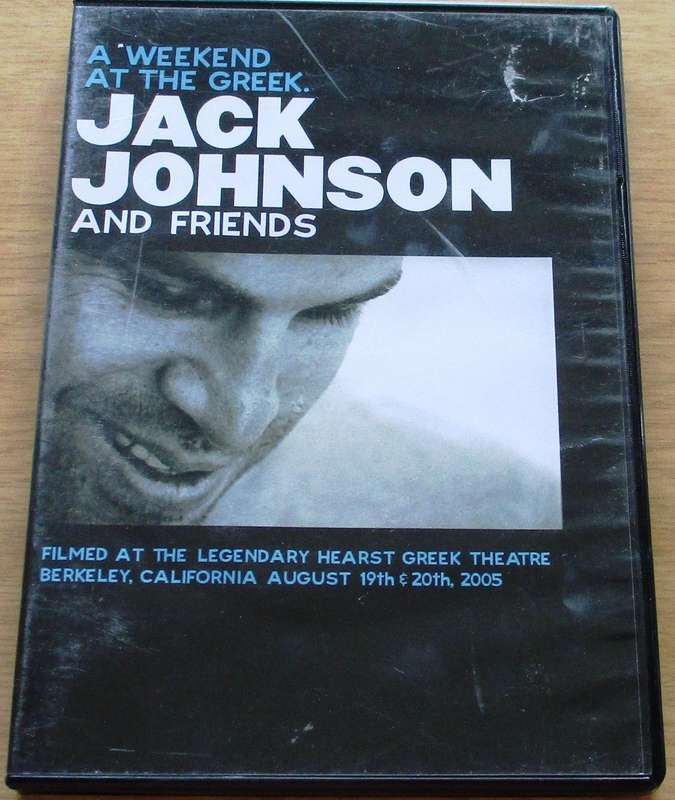 A WEEKEND
AT THE GREEK.
JACK
JOHNSON
AND FRIENDS
FILMED AT THE LEGENDARY HEARST GREEK THEATRE
BERKELEY, CALIFORNIA AUGUST 19th & 20th, 2005